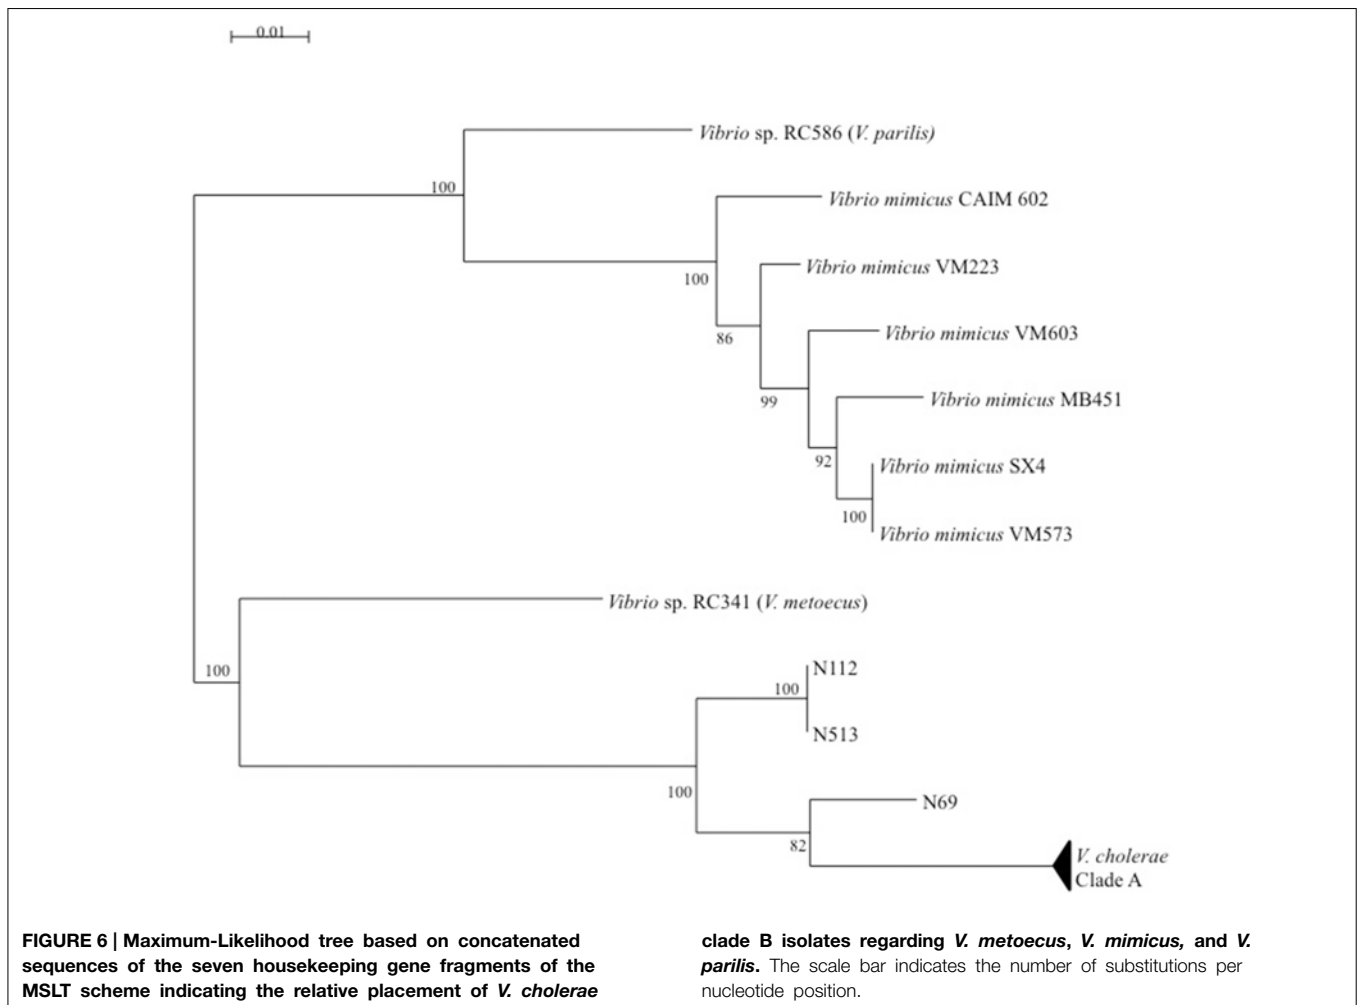 0.01
Vibrio sp. RC586 (V. parilis)
100
Vibrio mimicus CAIM 602
Vibrio mimicus VM223
100
Vibrio mimicus VM603
86
Vibrio mimicus MB451
99
92
Vibrio mimicus SX4
100
Vibrio mimicus VM573
Vibrio sp. RC341 (V. metoecus)
100
N112
100
N513
100
N69
82
V. cholerae
Clade A
FIGURE 6 | Maximum-Likelihood tree based on concatenated
sequences of the seven housekeeping gene fragments of the
MSLT scheme indicating the relative placement of V. cholerae
clade B isolates regarding V. metoecus, V. mimicus, and V.
parilis. The scale bar indicates the number of substitutions per
nucleotide position.